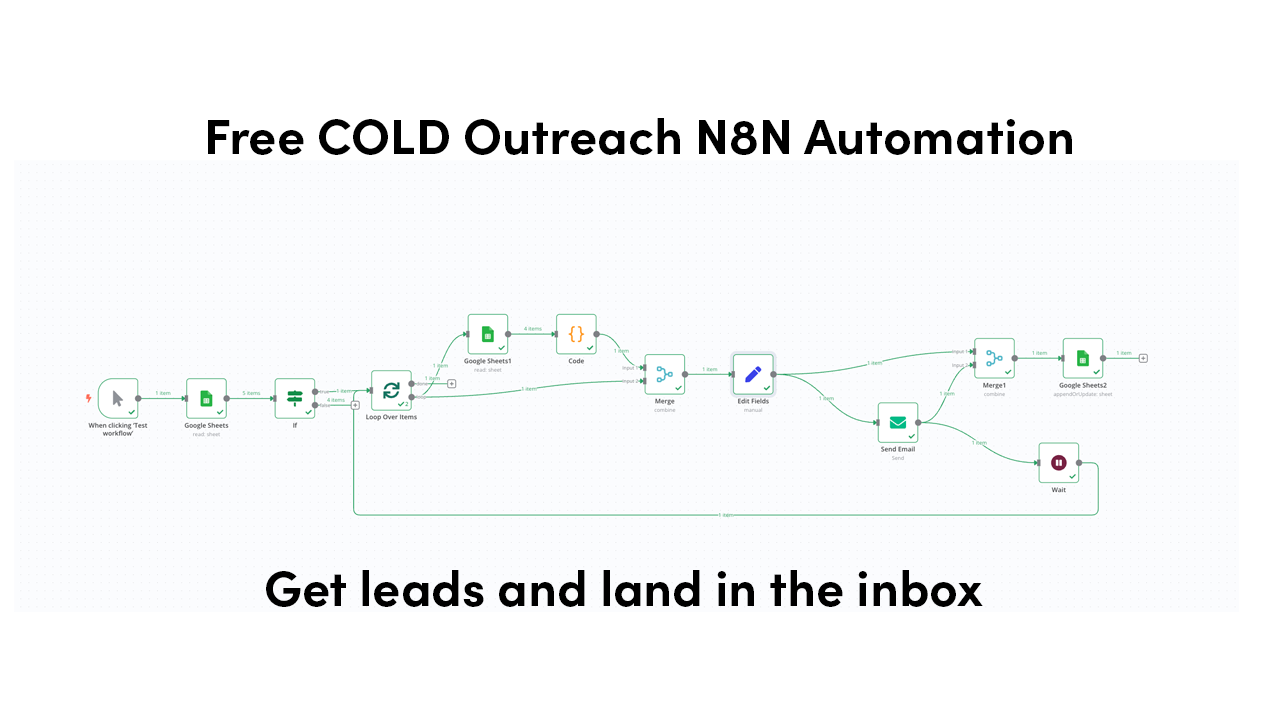 Free COLD Outreach N8N Automation
1 item
5 items
true
1 item
false
4 items
When clicking 'Test
workflow'
Google Sheets
read: sheet
If
done
1 item
loop
1 item
2
Loop Over Items
4 items
Google Sheets1
read: sheet
Code
1 item
1 item
Input 1
Input 2
Merge
combine
1 item
Edit Fields
manual
1 item
1 item
Send Email
Send
1 item
1 item
Input 1
Input 2
Merge1
combine
1 item
Google Sheets2
appendOrUpdate: sheet
1 item
Wait
1 item
Get leads and land in the inbox